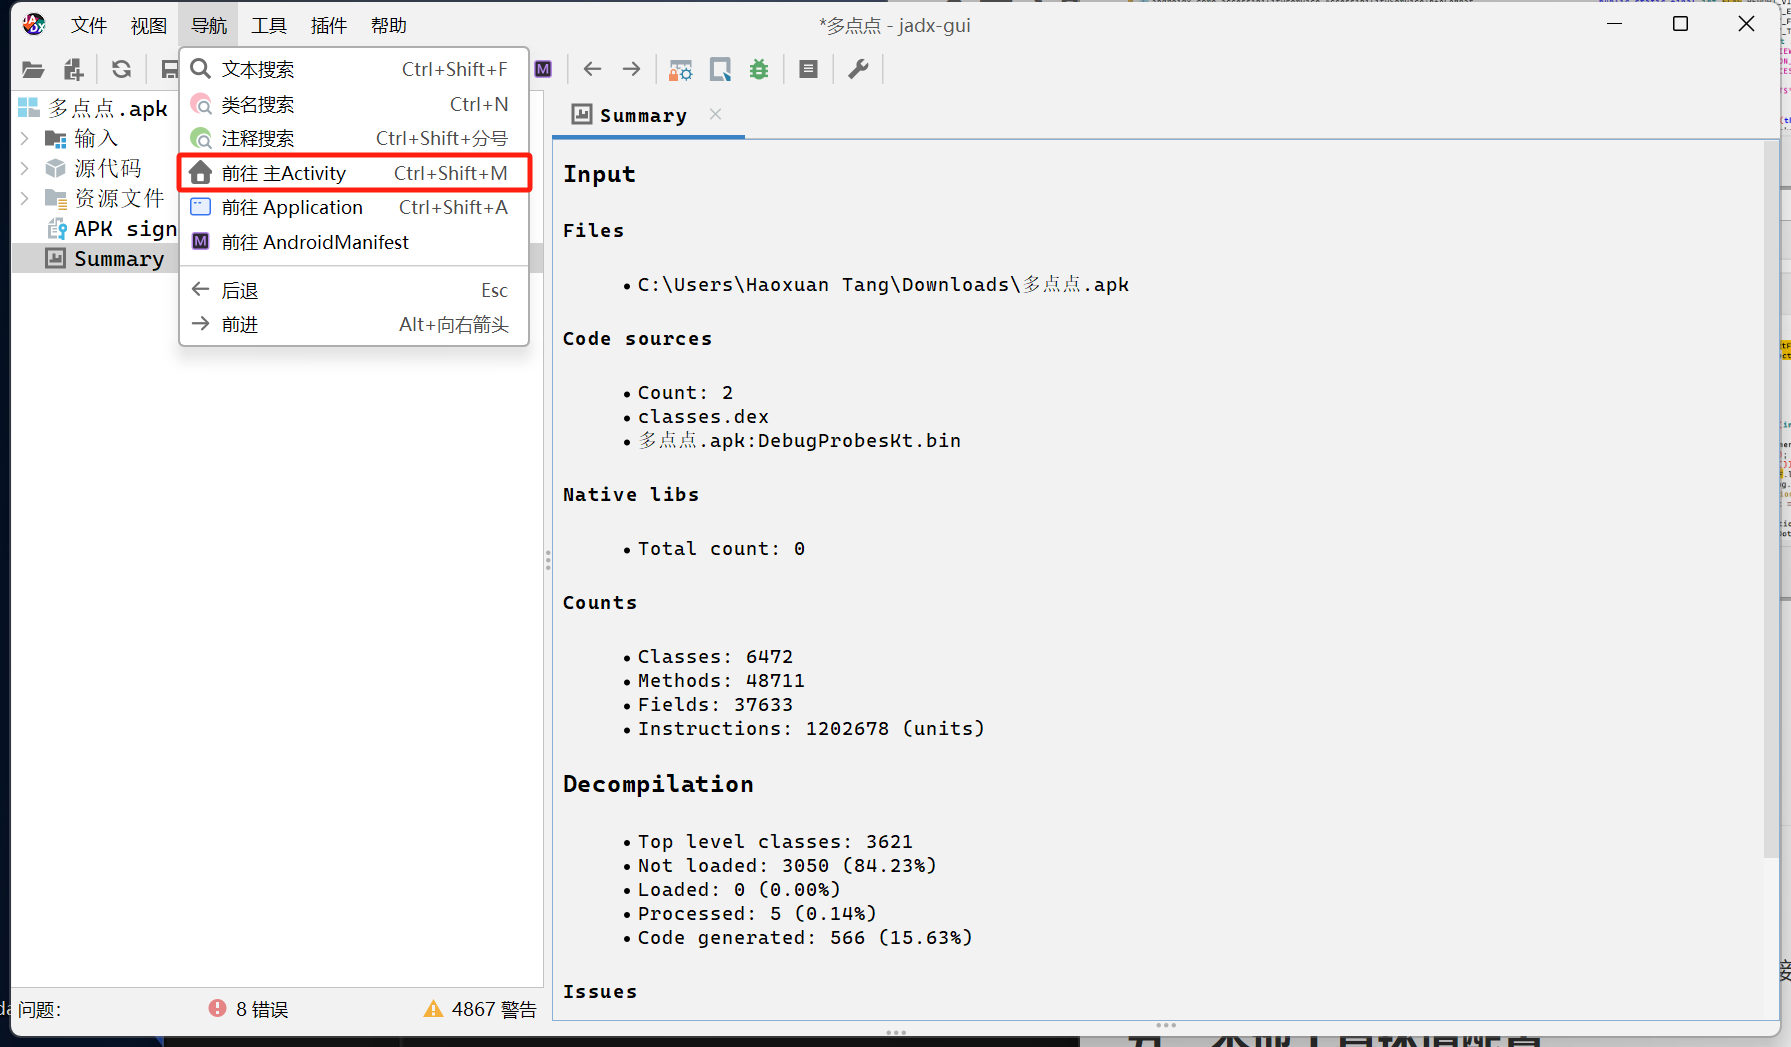 文件 视图 导航 工具 插件 帮助
*多点点 - jadx-gui
文本搜索 Ctrl+Shift+F
类名搜索 Ctrl+N
注释搜索 Ctrl+Shift+分号
前往 主Activity Ctrl+Shift+M
前往 Application Ctrl+Shift+A
前往 AndroidManifest
后退 Esc
前进 Alt+向右箭头
多点点.apk
输入
源代码
资源文件
APK sign
Summary
Summary
Input
Files
C:\Users\Haoxuan Tang\Downloads\多点点.apk
Code sources
Count: 2
classes.dex
多点点.apk:DebugProbesKt.bin
Native libs
Total count: 0
Counts
Classes: 6472
Methods: 48711
Fields: 37633
Instructions: 1202678 (units)
Decompilation
Top level classes: 3621
Not loaded: 3050 (84.23%)
Loaded: 0 (0.00%)
Processed: 5 (0.14%)
Code generated: 566 (15.63%)
Issues
问题: 8 错误 4867 警告